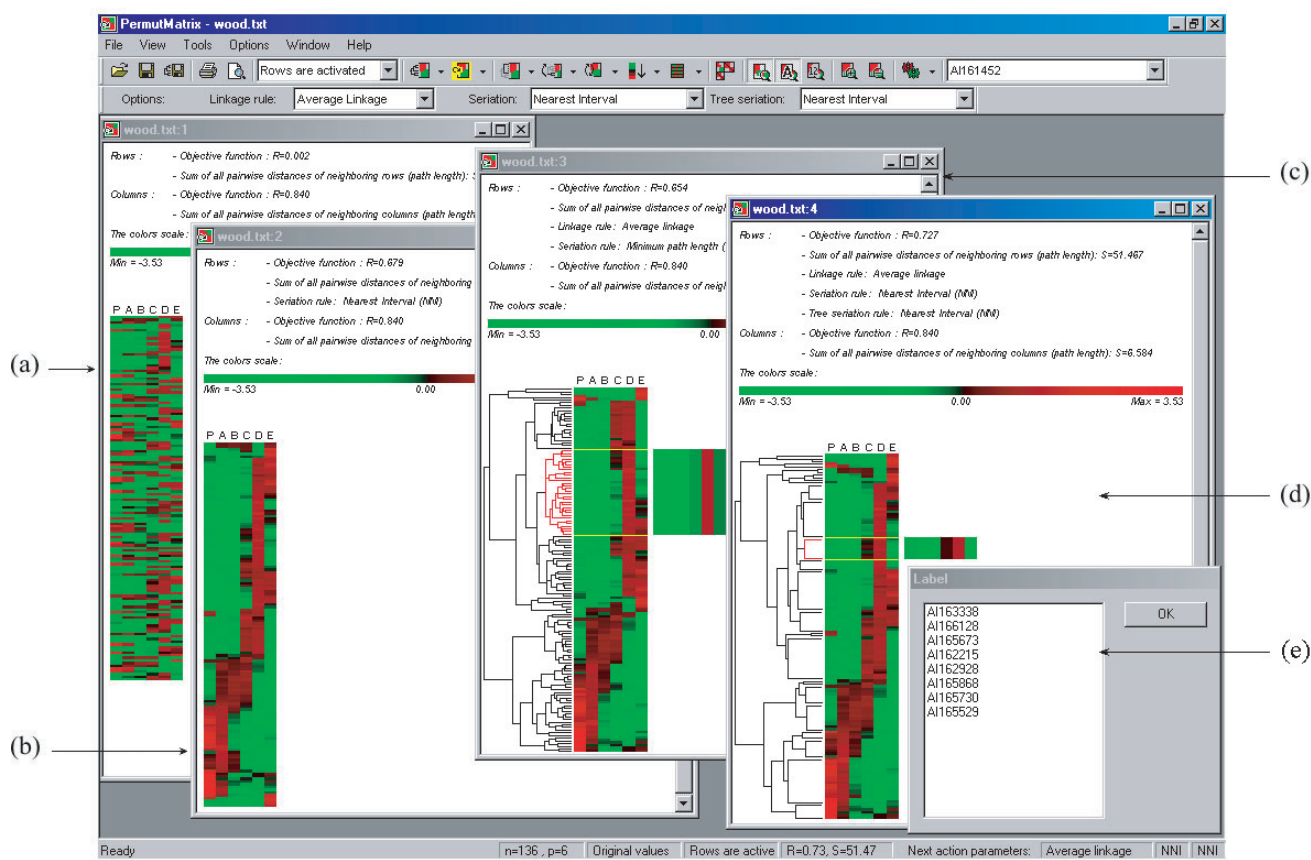 PermutMatrix - wood.txt
File View Tools Options Window Help
Rows are activated AI161452
Options: Linkage rule: Average Linkage Seriation: Nearest Interval Tree seriation: Nearest Interval
wood.txt:1
Rows : - Objective function : R=0.002
- Sum of all pairwise distances of neighboring rows (path length): S
Columns : - Objective function : R=0.840
- Sum of all pairwise distances of neighboring columns (path length
The colors scale:
Min = -3.53
P A B C D E
(a)
wood.txt:2
Rows : - Objective function : R=0.679
- Sum of all pairwise distances of neighboring
- Seriation rule: Nearest Interval (NNI)
Columns : - Objective function : R=0.840
- Sum of all pairwise distances of neighboring
The colors scale:
Min = -3.53 0.00
P A B C D E
(b)
wood.txt:3
(c)
Rows : - Objective function : R=0.654
- Sum of all pairwise distances of neigh
- Linkage rule: Average linkage
- Seriation rule: Minimum path length (
Columns : - Objective function : R=0.840
- Sum of all pairwise distances of neigh
The colors scale:
Min = -3.53 0.00
P A B C D E
wood.txt:4
Rows : - Objective function : R=0.727
- Sum of all pairwise distances of neighboring rows (path length): S=51.467
- Linkage rule: Average linkage
- Seriation rule: Nearest Interval (NNI)
- Tree seriation rule: Nearest Interval (NNI)
Columns : - Objective function : R=0.840
- Sum of all pairwise distances of neighboring columns (path length): S=6.584
The colors scale:
Min = -3.53 0.00 Max = 3.53
P A B C D E
(d)
Label
AI163338
AI166128
AI165673
AI162215
AI162928
AI165868
AI165730
AI165529
OK
(e)
Ready n=136 , p=6 Original values Rows are active R=0.73, S=51.47 Next action parameters: Average linkage NNI NNI